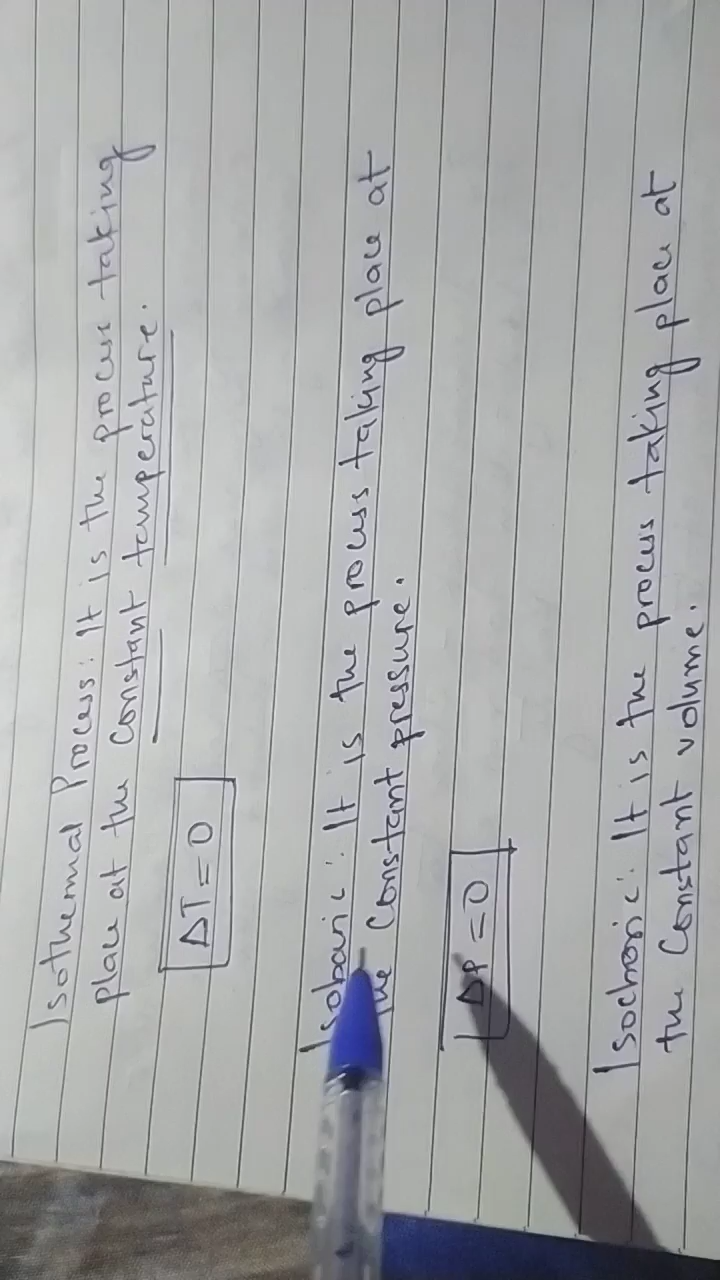 Isothermal Process: It is the process taking
place at the constant temperature.
ΔT=0
Isobaric: It is the process taking place at
the constant pressure.
ΔP=0
Isochoric: It is the process taking place at
the constant volume.